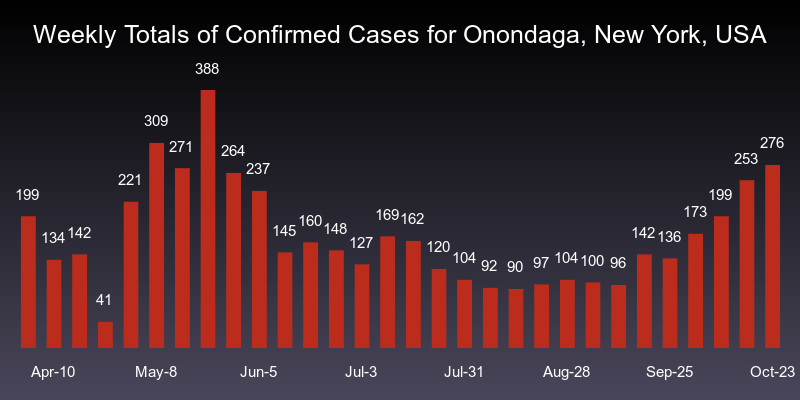 Weekly Totals of Confirmed Cases for Onondaga, New York, USA
199 134 142 41 221 309 271 388 264 237 145 160 148 127 169 162 120 104 92 90 97 104 100 96 142 136 173 199 253 276
Apr-10 May-8 Jun-5 Jul-3 Jul-31 Aug-28 Sep-25 Oct-23